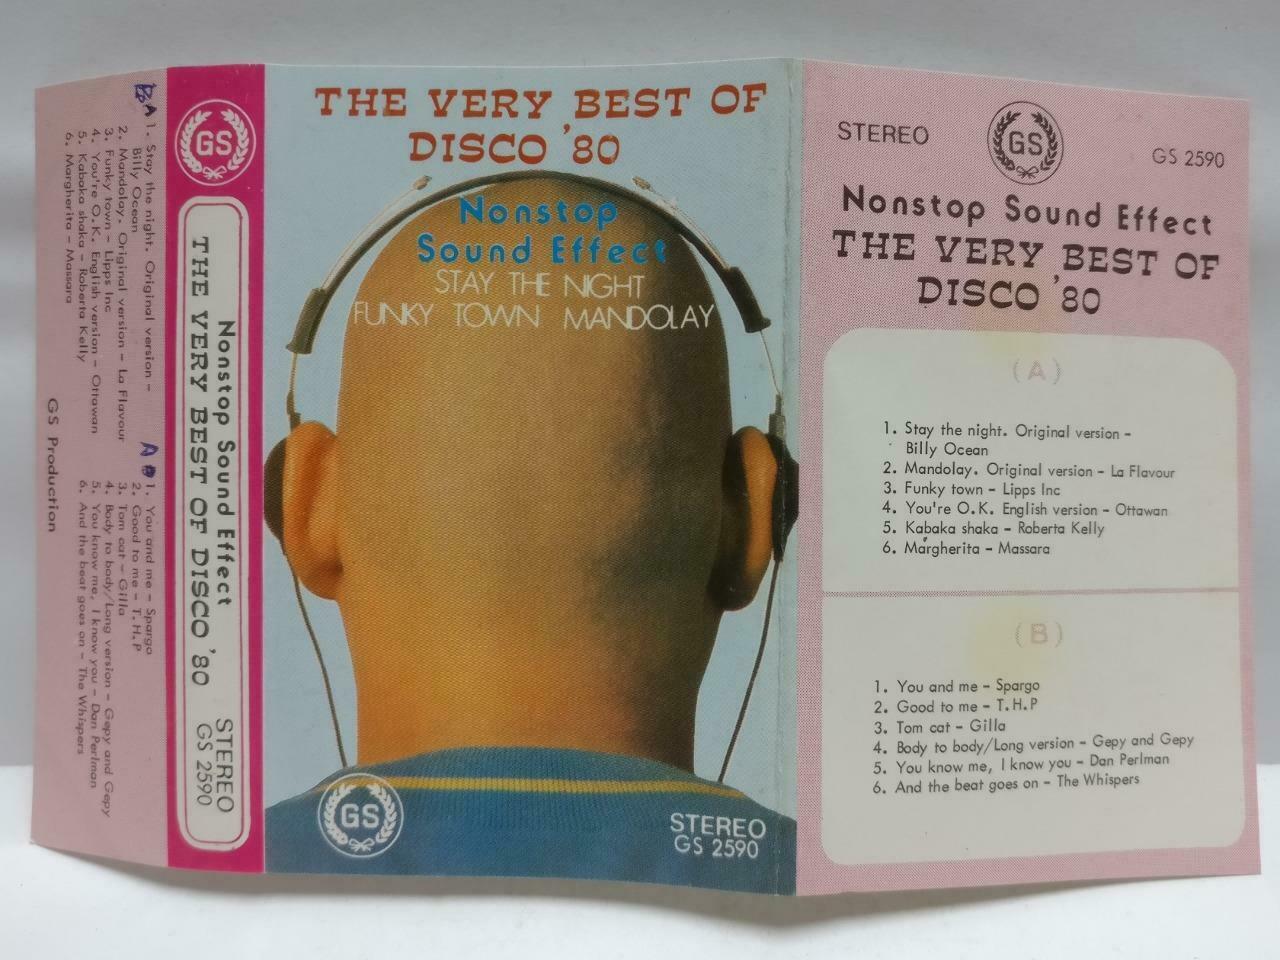 B A
1. Stay the night. Original version -
Billy Ocean
2. Mandolay. Original version - La Flavour
3. Funky town - Lipps Inc
4. You're O.K. English version - Ottawan
5. Kabaka shaka - Roberta Kelly
6. Margherita - Massara
A
1. You and me - Spargo
2. Good to me - T.H.P
3. Tom cat - Gilla
4. Body to body/Long version - Gepy and Gepy
5. You know me, I know you - Dan Perlman
6. And the beat goes on - The Whispers
GS Production
GS
Nonstop Sound Effect
THE VERY BEST OF DISCO '80
STEREO
GS 2590
THE VERY BEST OF
DISCO '80
Nonstop
Sound Effect
STAY THE NIGHT
FUNKY TOWN MANDOLAY
GS
STEREO
GS 2590
STEREO
GS
GS 2590
Nonstop Sound Effect
THE VERY BEST OF
DISCO '80
(A)
1. Stay the night. Original version -
Billy Ocean
2. Mandolay. Original version - La Flavour
3. Funky town - Lipps Inc
4. You're O.K. English version - Ottawan
5. Kabaka shaka - Roberta Kelly
6. Margherita - Massara
(B)
1. You and me - Spargo
2. Good to me - T.H.P
3. Tom cat - Gilla
4. Body to body/Long version - Gepy and Gepy
5. You know me, I know you - Dan Perlman
6. And the beat goes on - The Whispers